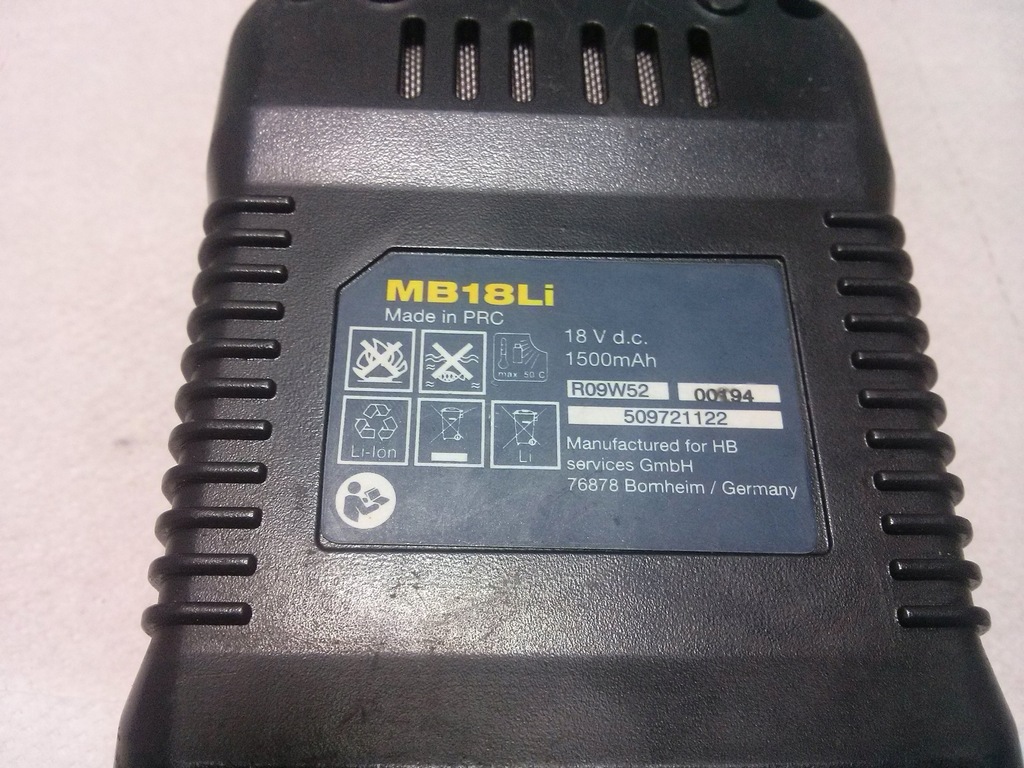 MB18Li
Made in PRC
max 50 C
Li-Ion
Li
18 V d.c.
1500mAh
R09W52 00194
509721122
Manufactured for HB
services GmbH
76878 Bornheim / Germany